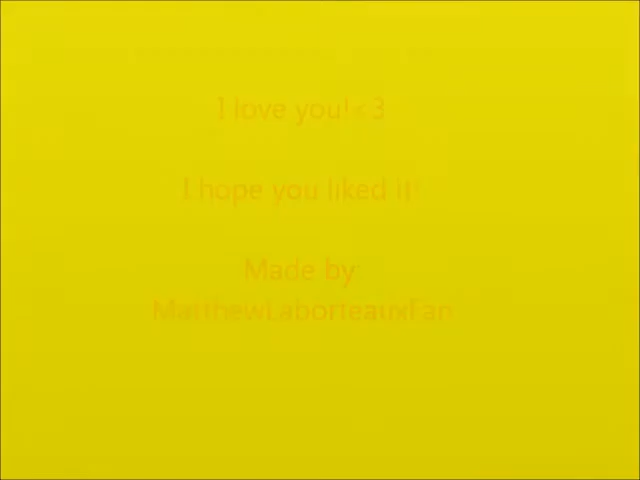 I love you!<3
I hope you liked it!
Made by:
MatthewLaborteauxFan